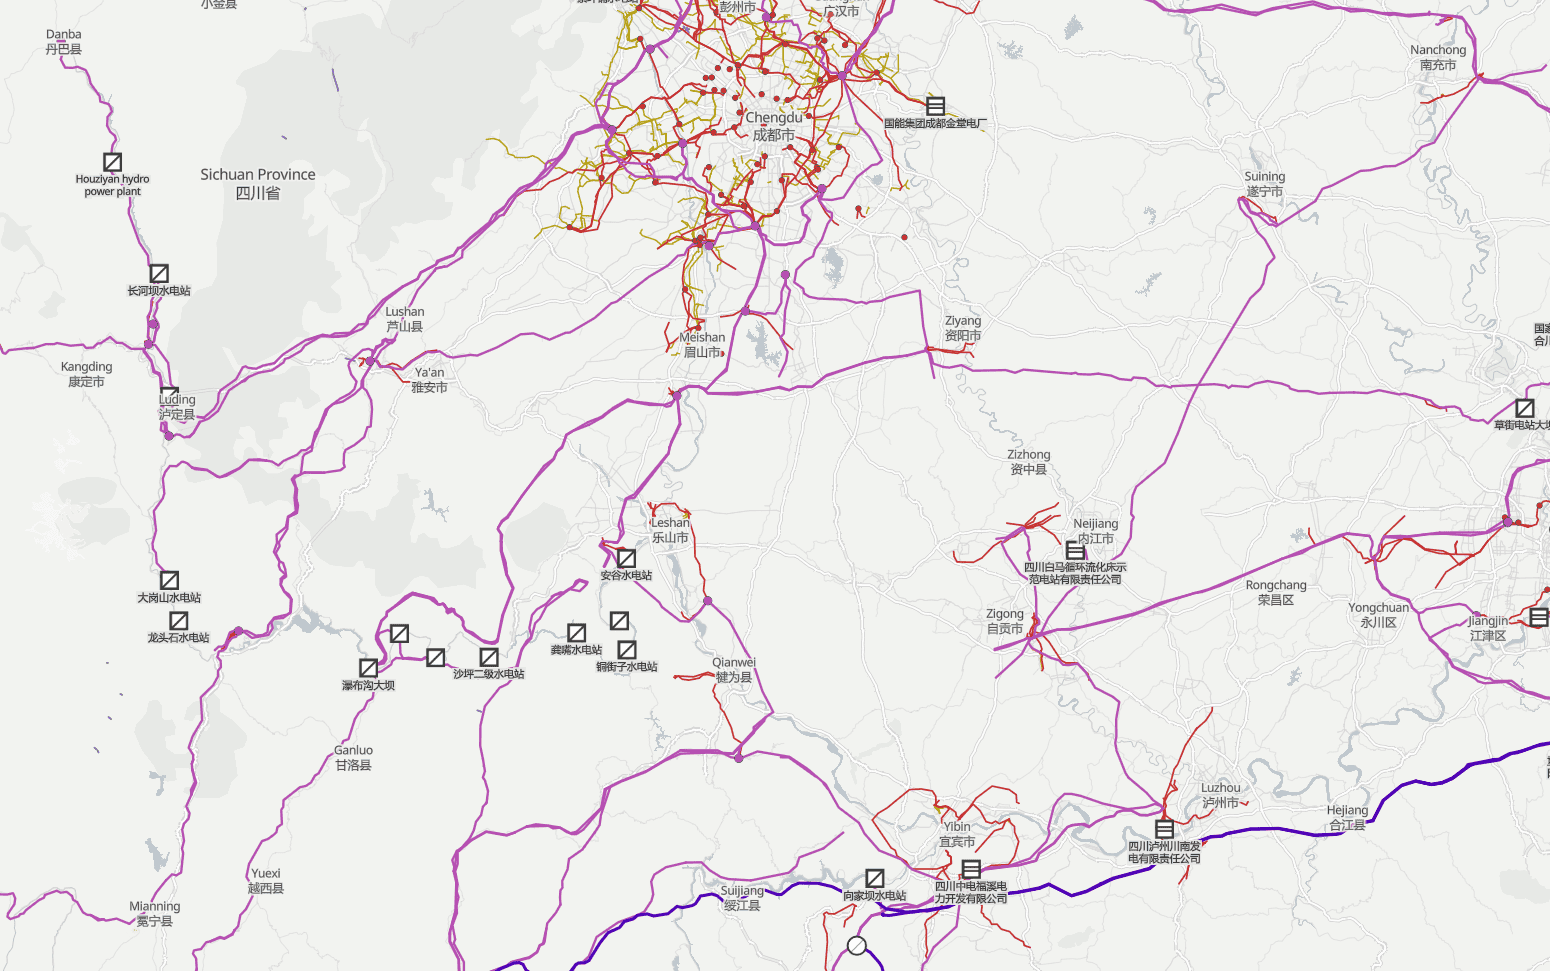 小金县
彭州市
广汉市
Danba
丹巴县
Nanchong
南充市
国能集团成都金堂电厂
Chengdu
成都市
Houziyan hydro
power plant
Sichuan Province
四川省
Suining
遂宁市
长河坝水电站
Lushan
芦山县
Ziyang
资阳市
Meishan
眉山市
Kangding
康定市
Ya'an
雅安市
Luding
泸定县
草街电站大坝
Zizhong
资中县
Leshan
乐山市
Neijiang
内江市
安谷水电站
四川白马循环流化床示
范电站有限责任公司
大岗山水电站
Rongchang
荣昌区
Zigong
自贡市
Yongchuan
永川区
Jiangjin
江津区
龙头石水电站
龚嘴水电站
铜街子水电站
沙坪二级水电站
瀑布沟大坝
Qianwei
犍为县
Ganluo
甘洛县
Luzhou
泸州市
Hejiang
合江县
Yibin
宜宾市
四川泸州川南发
电有限责任公司
Yuexi
越西县
Suijiang
绥江县
向家坝水电站
四川中电福溪电
力开发有限公司
Mianning
冕宁县